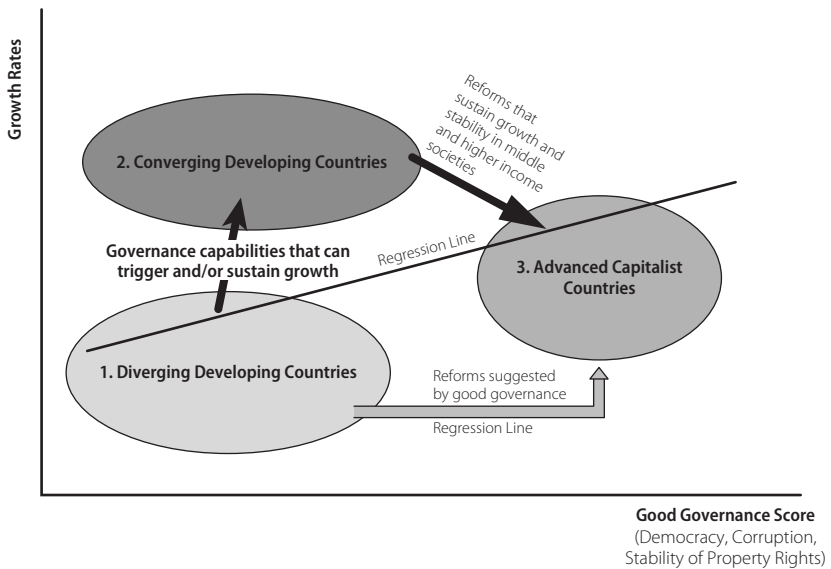 Growth Rates
Reforms that
sustain growth and
stability in middle
and higher income
societies
2. Converging Developing Countries
Governance capabilities that can
trigger and/or sustain growth
Regression Line
3. Advanced Capitalist
Countries
1. Diverging Developing Countries
Reforms suggested
by good governance
Regression Line
Good Governance Score
(Democracy, Corruption,
Stability of Property Rights)